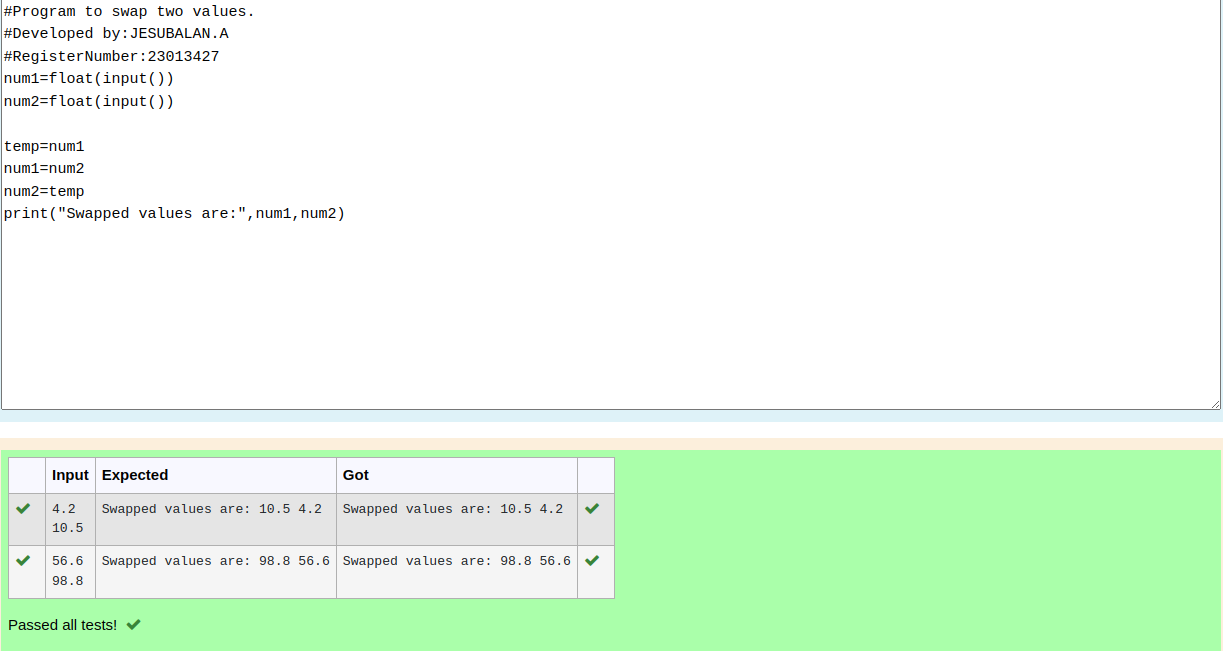 #Program to swap two values.
#Developed by:JESUBALAN.A
#RegisterNumber:23013427
num1=float(input())
num2=float(input())

temp=num1
num1=num2
num2=temp
print("Swapped values are:",num1,num2)
Input Expected Got
4.2 Swapped values are: 10.5 4.2 Swapped values are: 10.5 4.2
10.5
56.6 Swapped values are: 98.8 56.6 Swapped values are: 98.8 56.6
98.8
Passed all tests!